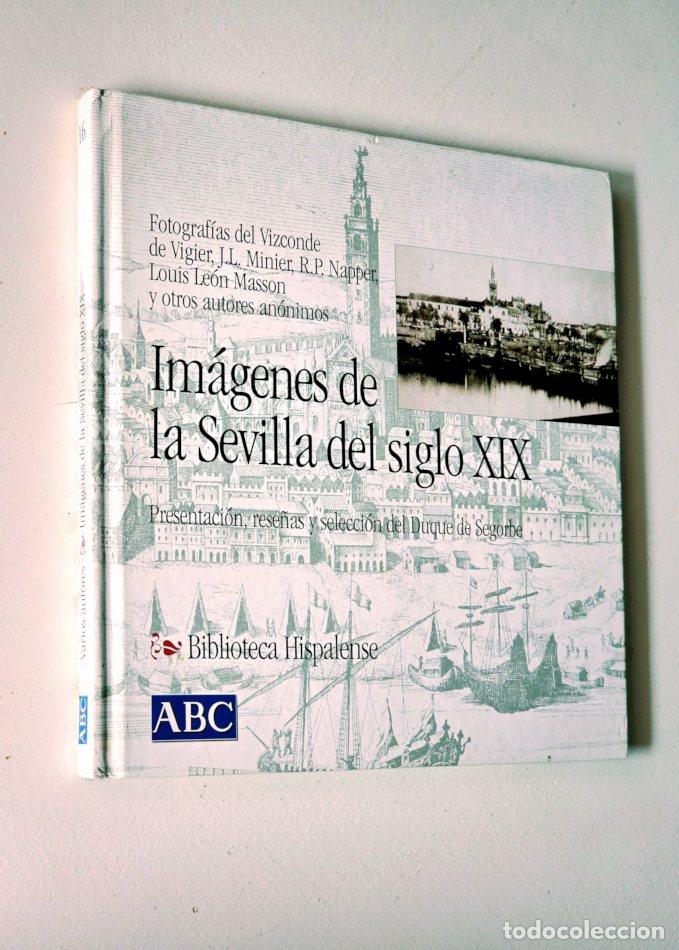 Fotografías del Vizconde
de Vigier, J.L. Minier, R.P. Napper,
Louis León Masson
y otros autores anónimos
Imágenes de
la Sevilla del siglo XIX
Presentación, reseñas y selección del Duque de Segorbe
Biblioteca Hispalense
ABC
16
Imágenes de la Sevilla del siglo XIX
Varios autores
ABC
todocoleccion